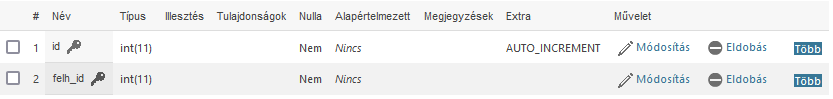 # Név Típus Illesztés Tulajdonságok Nulla Alapértelmezett Megjegyzések Extra Művelet
1 id int(11) Nem Nincs AUTO_INCREMENT Módosítás Eldobás Több
2 felh_id int(11) Nem Nincs Módosítás Eldobás Több